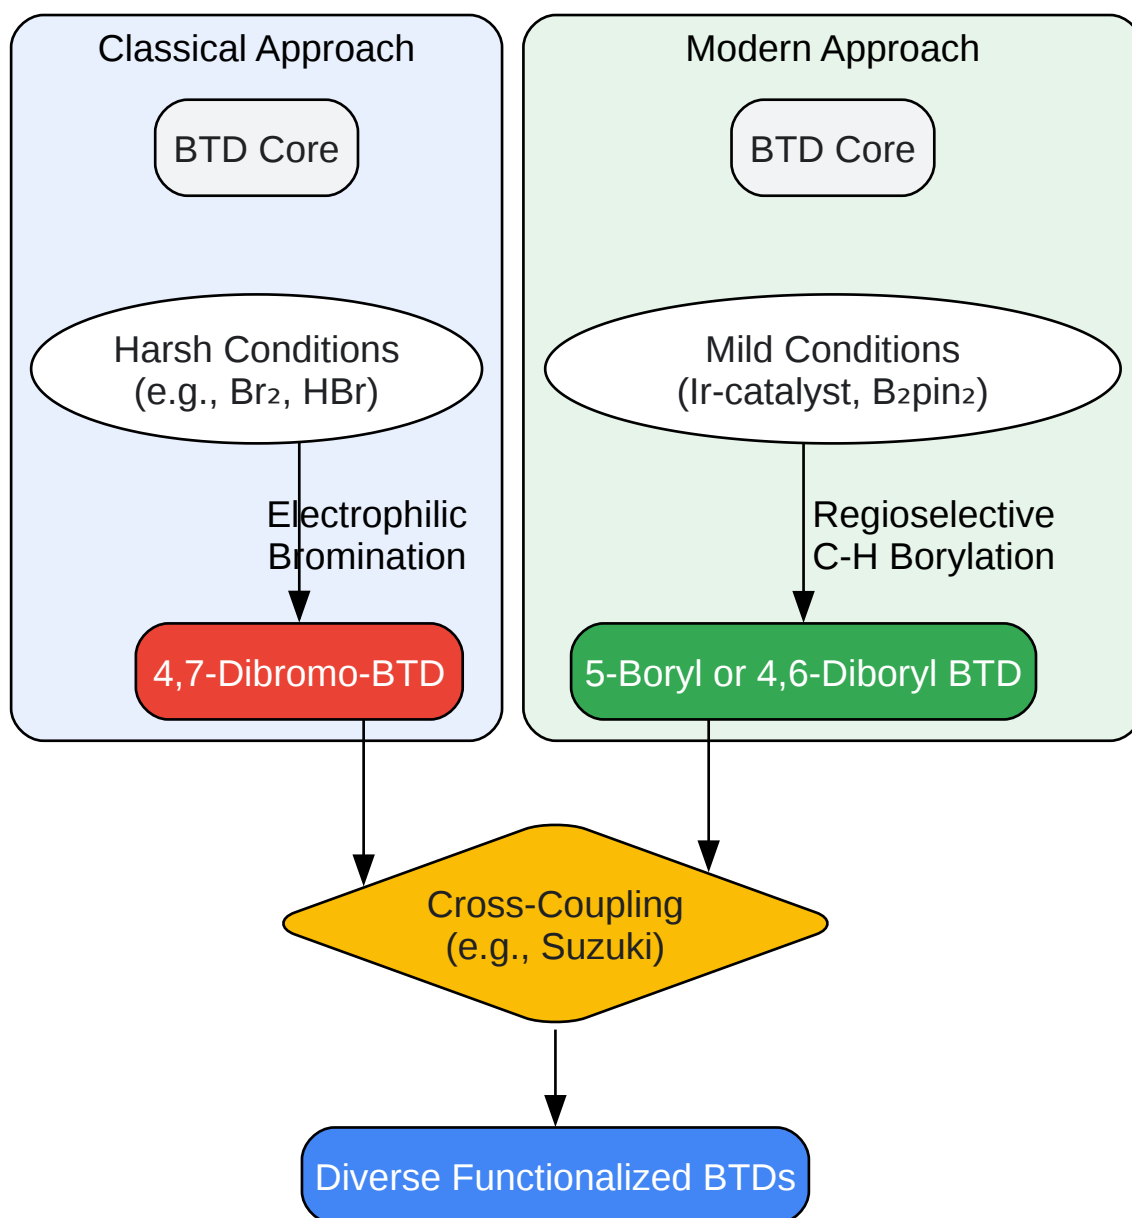 Classical Approach
BTD Core
Harsh Conditions
(e.g., Br₂, HBr)
Electrophilic
Bromination
4,7-Dibromo-BTD
Modern Approach
BTD Core
Mild Conditions
(Ir-catalyst, B₂pin₂)
Regioselective
C-H Borylation
5-Boryl or 4,6-Diboryl BTD
Cross-Coupling
(e.g., Suzuki)
Diverse Functionalized BTDs